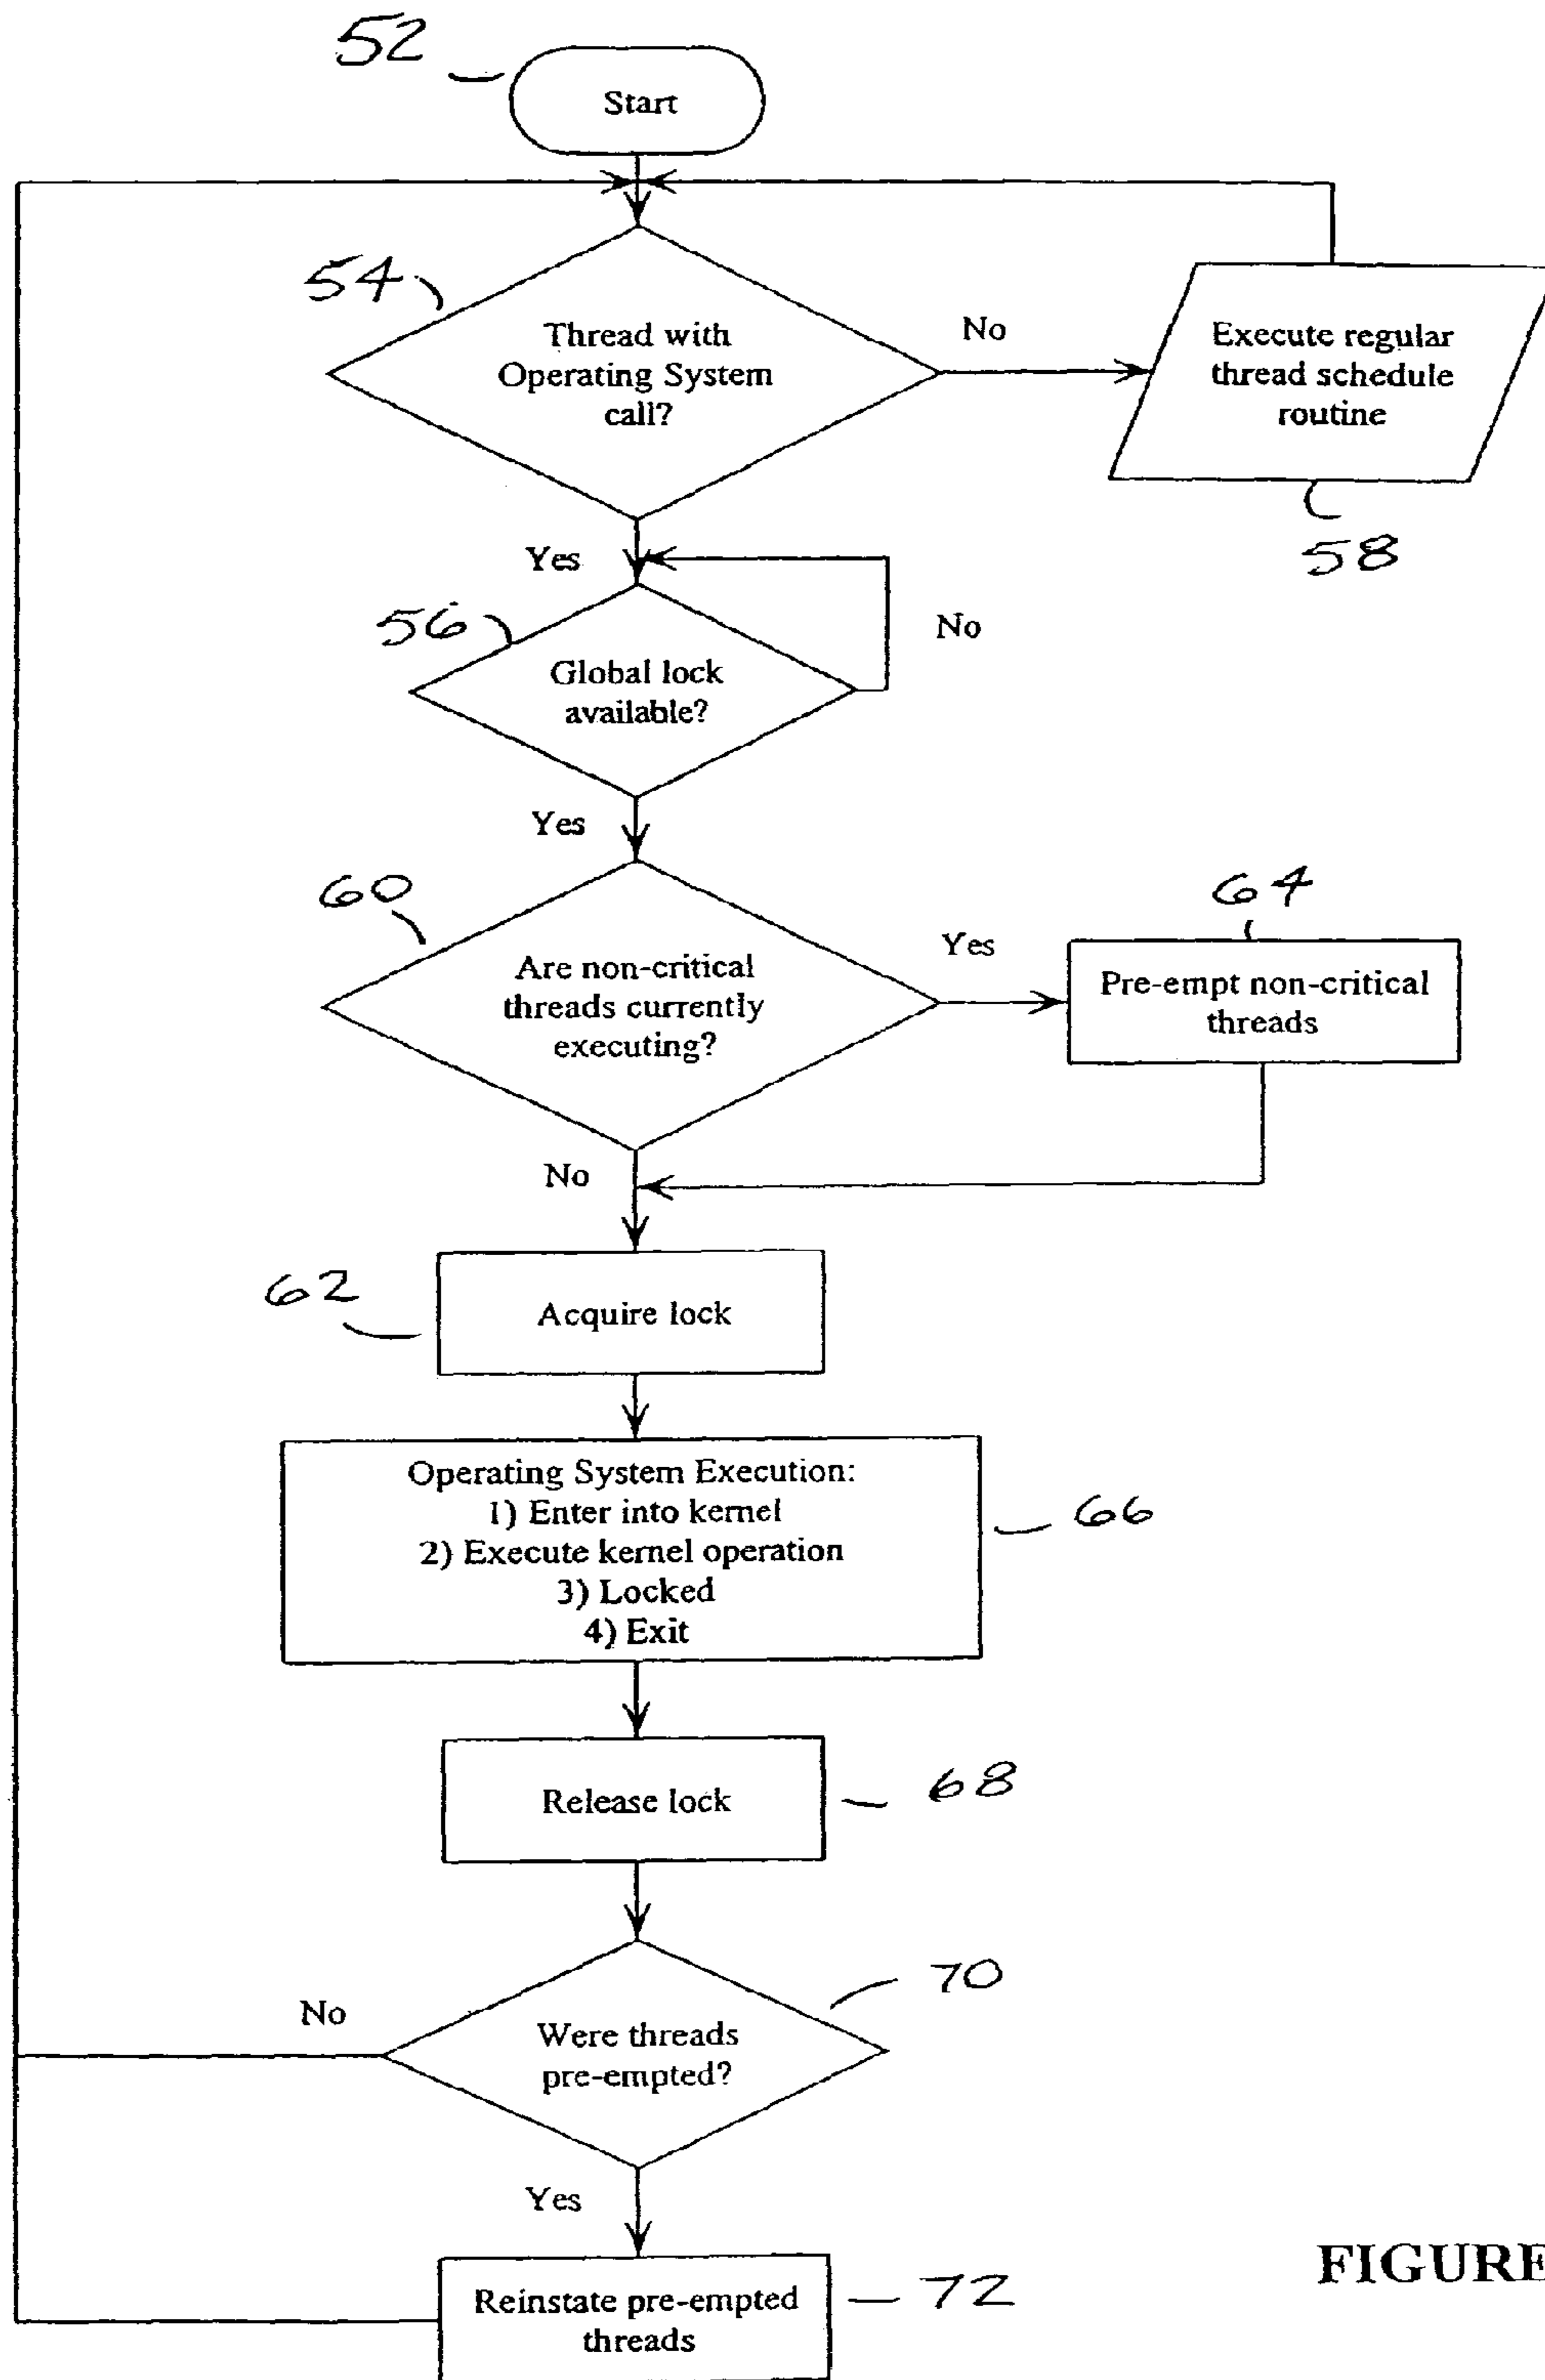 52
Start
54
Thread with
Operating System
call?
No
Execute regular
thread schedule
routine
58
Yes
56
No
Global lock
available?
Yes
60
64
Are non-critical
threads currently
executing?
Yes
Pre-empt non-critical
threads
No
62
Acquire lock
Operating System Execution:
1) Enter into kernel
2) Execute kernel operation
3) Locked
4) Exit
66
Release lock
68
70
No
Were threads
pre-empted?
Yes
FIGURE
Reinstate pre-empted
threads
72